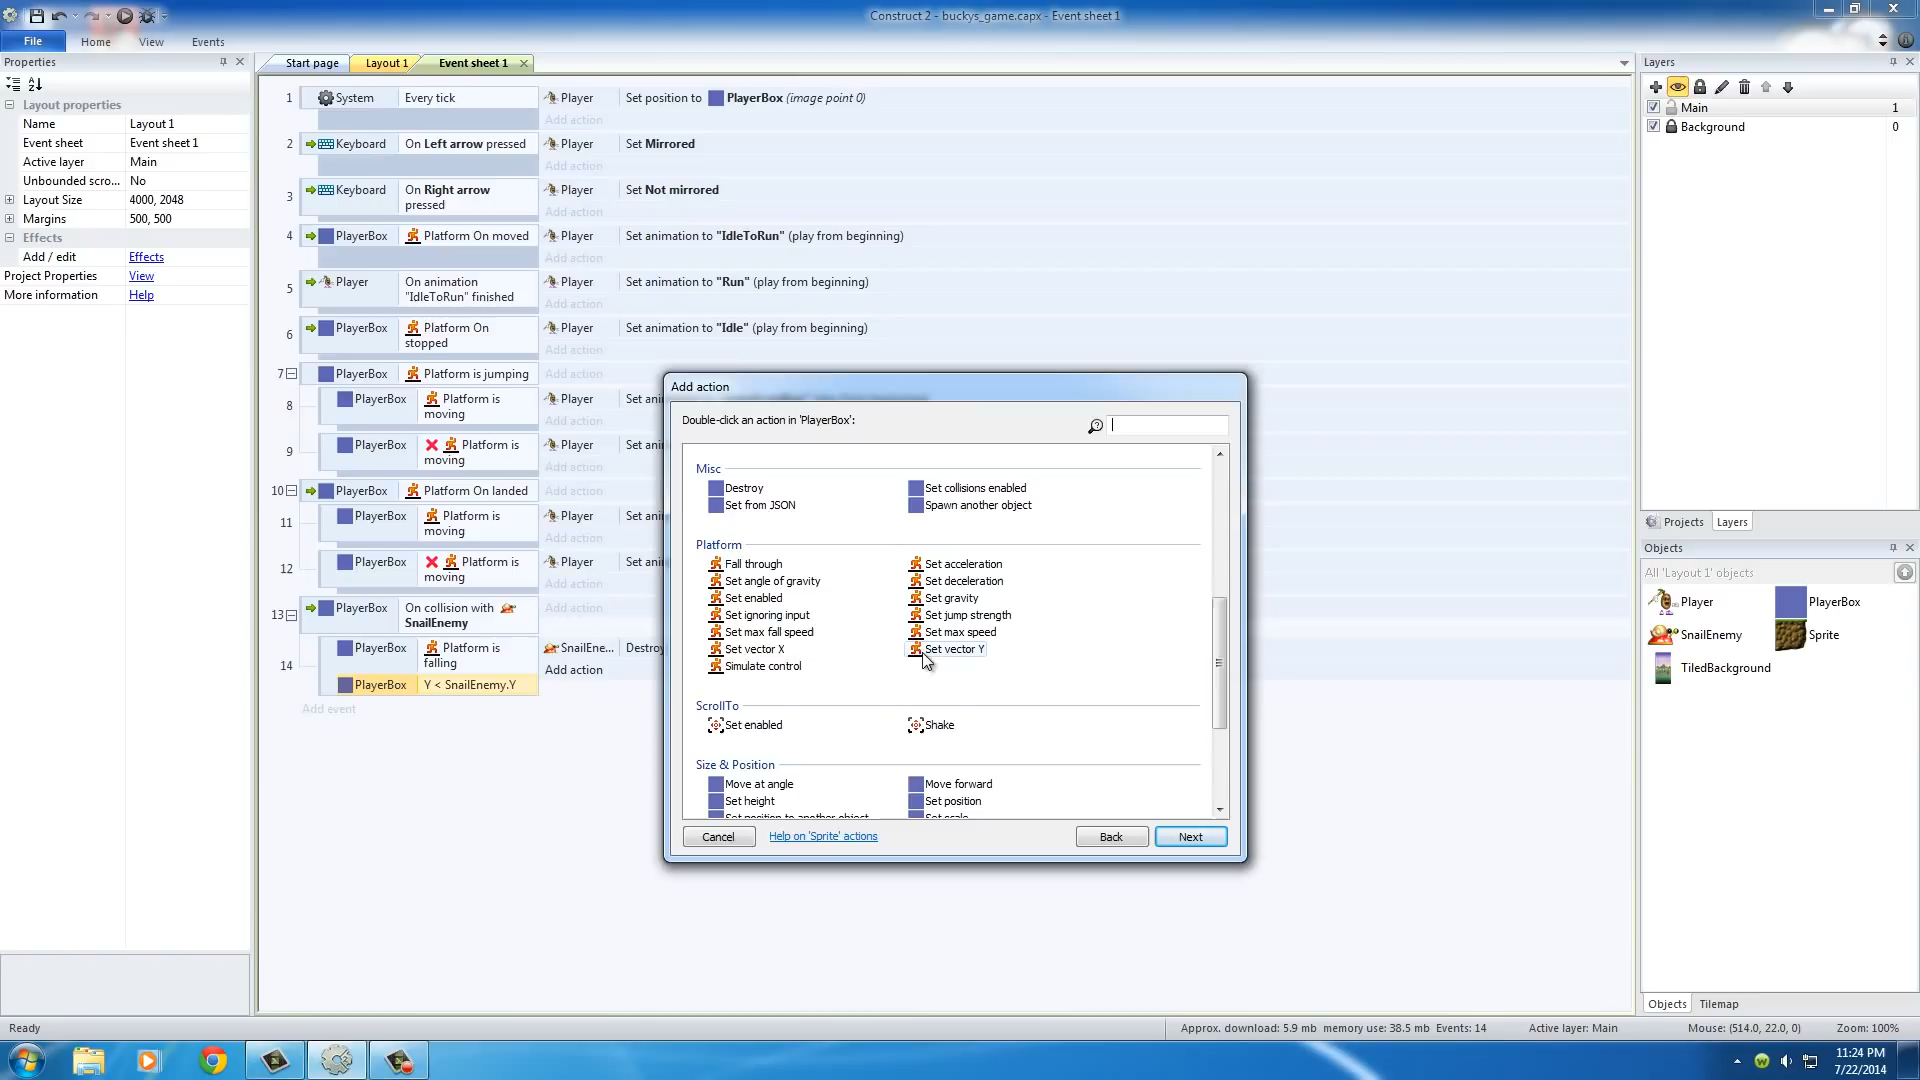 Construct 2 - buckys_game.capx - Event sheet 1
File Home View Events
Properties
Layout properties
Name Layout 1
Event sheet Event sheet 1
Active layer Main
Unbounded scro... No
Layout Size 4000, 2048
Margins 500, 500
Effects
Add / edit Effects
Project Properties View
More information Help
Start page Layout 1 Event sheet 1
1 System Every tick Player Set position to PlayerBox (image point 0)
Add action
2 Keyboard On Left arrow pressed Player Set Mirrored
Add action
3 Keyboard On Right arrow pressed Player Set Not mirrored
Add action
4 PlayerBox Platform On moved Player Set animation to "IdleToRun" (play from beginning)
Add action
5 Player On animation "IdleToRun" finished Player Set animation to "Run" (play from beginning)
Add action
6 PlayerBox Platform On stopped Player Set animation to "Idle" (play from beginning)
Add action
7 PlayerBox Platform is jumping Add action
8 PlayerBox Platform is moving Player Set ani
Add action
9 PlayerBox Platform is moving Player Set ani
Add action
10 PlayerBox Platform On landed Add action
11 PlayerBox Platform is moving Player Set ani
Add action
12 PlayerBox Platform is moving Player Set ani
Add action
13 PlayerBox On collision with SnailEnemy Add action
14 PlayerBox Platform is falling SnailEne... Destroy
Add action
PlayerBox Y < SnailEnemy.Y
Add event
Add action
Double-click an action in 'PlayerBox':
Misc
Destroy Set collisions enabled
Set from JSON Spawn another object
Platform
Fall through Set acceleration
Set angle of gravity Set deceleration
Set enabled Set gravity
Set ignoring input Set jump strength
Set max fall speed Set max speed
Set vector X Set vector Y
Simulate control
ScrollTo
Set enabled Shake
Size & Position
Move at angle Move forward
Set height Set position
Set position to another object Set scale
Cancel Help on 'Sprite' actions Back Next
Layers
Main 1
Background 0
Projects Layers
Objects
All 'Layout 1' objects
Player PlayerBox
SnailEnemy Sprite
TiledBackground
Objects Tilemap
Ready Approx. download: 5.9 mb memory use: 38.5 mb Events: 14 Active layer: Main Mouse: (514.0, 22.0, 0) Zoom: 100%
11:24 PM
7/22/2014